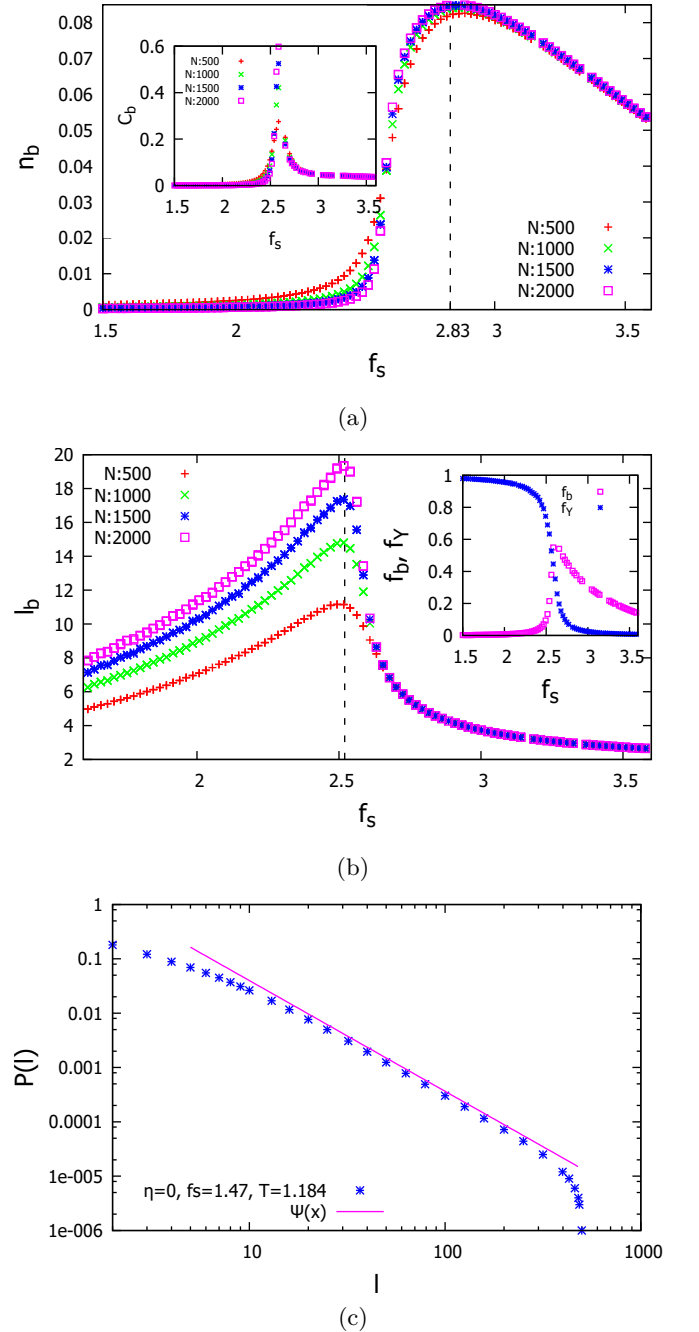 0.08
0.07
0.06
0.05
0.04
0.03
0.02
0.01
0
n_b
1.5 2 2.83 3 3.5
f_s
N:500
N:1000
N:1500
N:2000
0.6
0.4
0.2
0
C_b
1.5 2 2.5 3 3.5
f_s
N:500
N:1000
N:1500
N:2000
(a)
20
18
16
14
12
10
8
6
4
2
l_b
2 2.5 3 3.5
f_s
N:500
N:1000
N:1500
N:2000
1
0.8
0.6
0.4
0.2
0
f_b, f_Y
1.5 2 2.5 3 3.5
f_s
f_b
f_Y
(b)
1
0.1
0.01
0.001
0.0001
1e-005
1e-006
P(l)
10 100 1000
l
η=0, fs=1.47, T=1.184
Ψ(x)
(c)